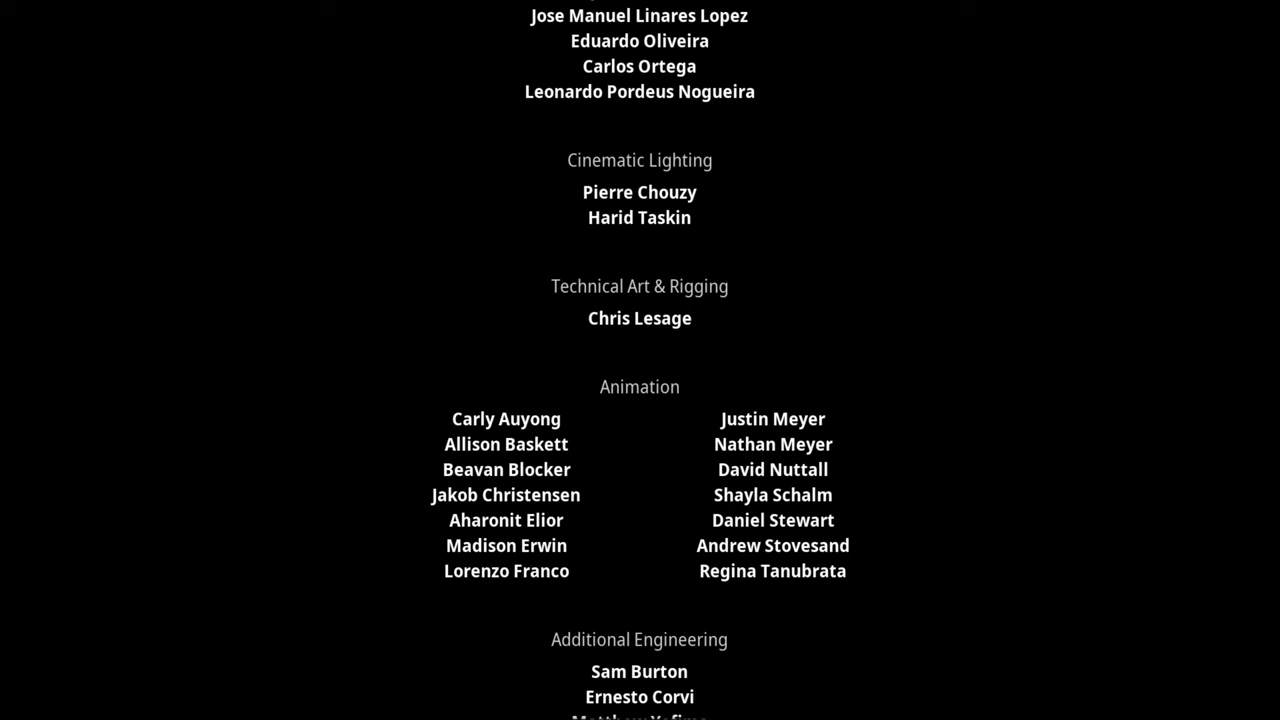 Jose Manuel Linares Lopez
Eduardo Oliveira
Carlos Ortega
Leonardo Pordeus Nogueira
Cinematic Lighting
Pierre Chouzy
Harid Taskin
Technical Art & Rigging
Chris Lesage
Animation
Carly Auyong
Allison Baskett
Beavan Blocker
Jakob Christensen
Aharonit Elior
Madison Erwin
Lorenzo Franco
Justin Meyer
Nathan Meyer
David Nuttall
Shayla Schalm
Daniel Stewart
Andrew Stovesand
Regina Tanubrata
Additional Engineering
Sam Burton
Ernesto Corvi